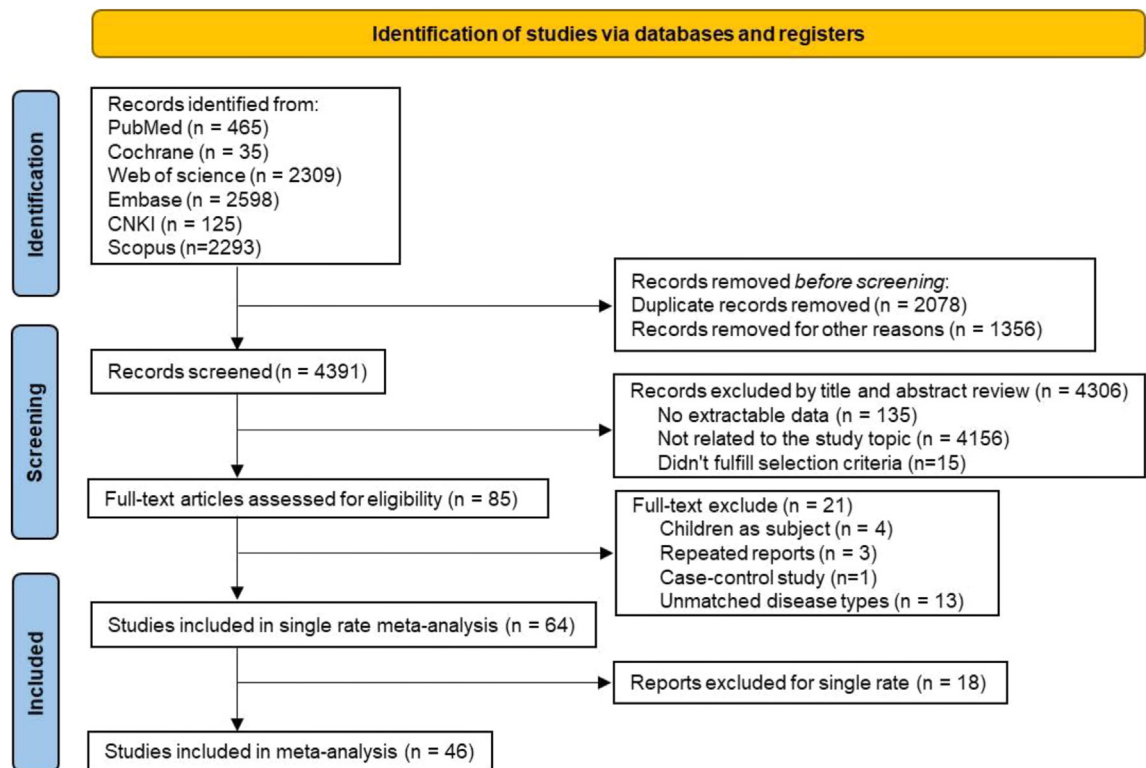 Identification of studies via databases and registers
Identification
Records identified from:
PubMed (n = 465)
Cochrane (n = 35)
Web of science (n = 2309)
Embase (n = 2598)
CNKI (n = 125)
Scopus (n=2293)
Records removed before screening:
Duplicate records removed (n = 2078)
Records removed for other reasons (n = 1356)
Screening
Records screened (n = 4391)
Records excluded by title and abstract review (n = 4306)
No extractable data (n = 135)
Not related to the study topic (n = 4156)
Didn't fulfill selection criteria (n=15)
Full-text articles assessed for eligibility (n = 85)
Full-text exclude (n = 21)
Children as subject (n = 4)
Repeated reports (n = 3)
Case-control study (n=1)
Unmatched disease types (n = 13)
Included
Studies included in single rate meta-analysis (n = 64)
Reports excluded for single rate (n = 18)
Studies included in meta-analysis (n = 46)